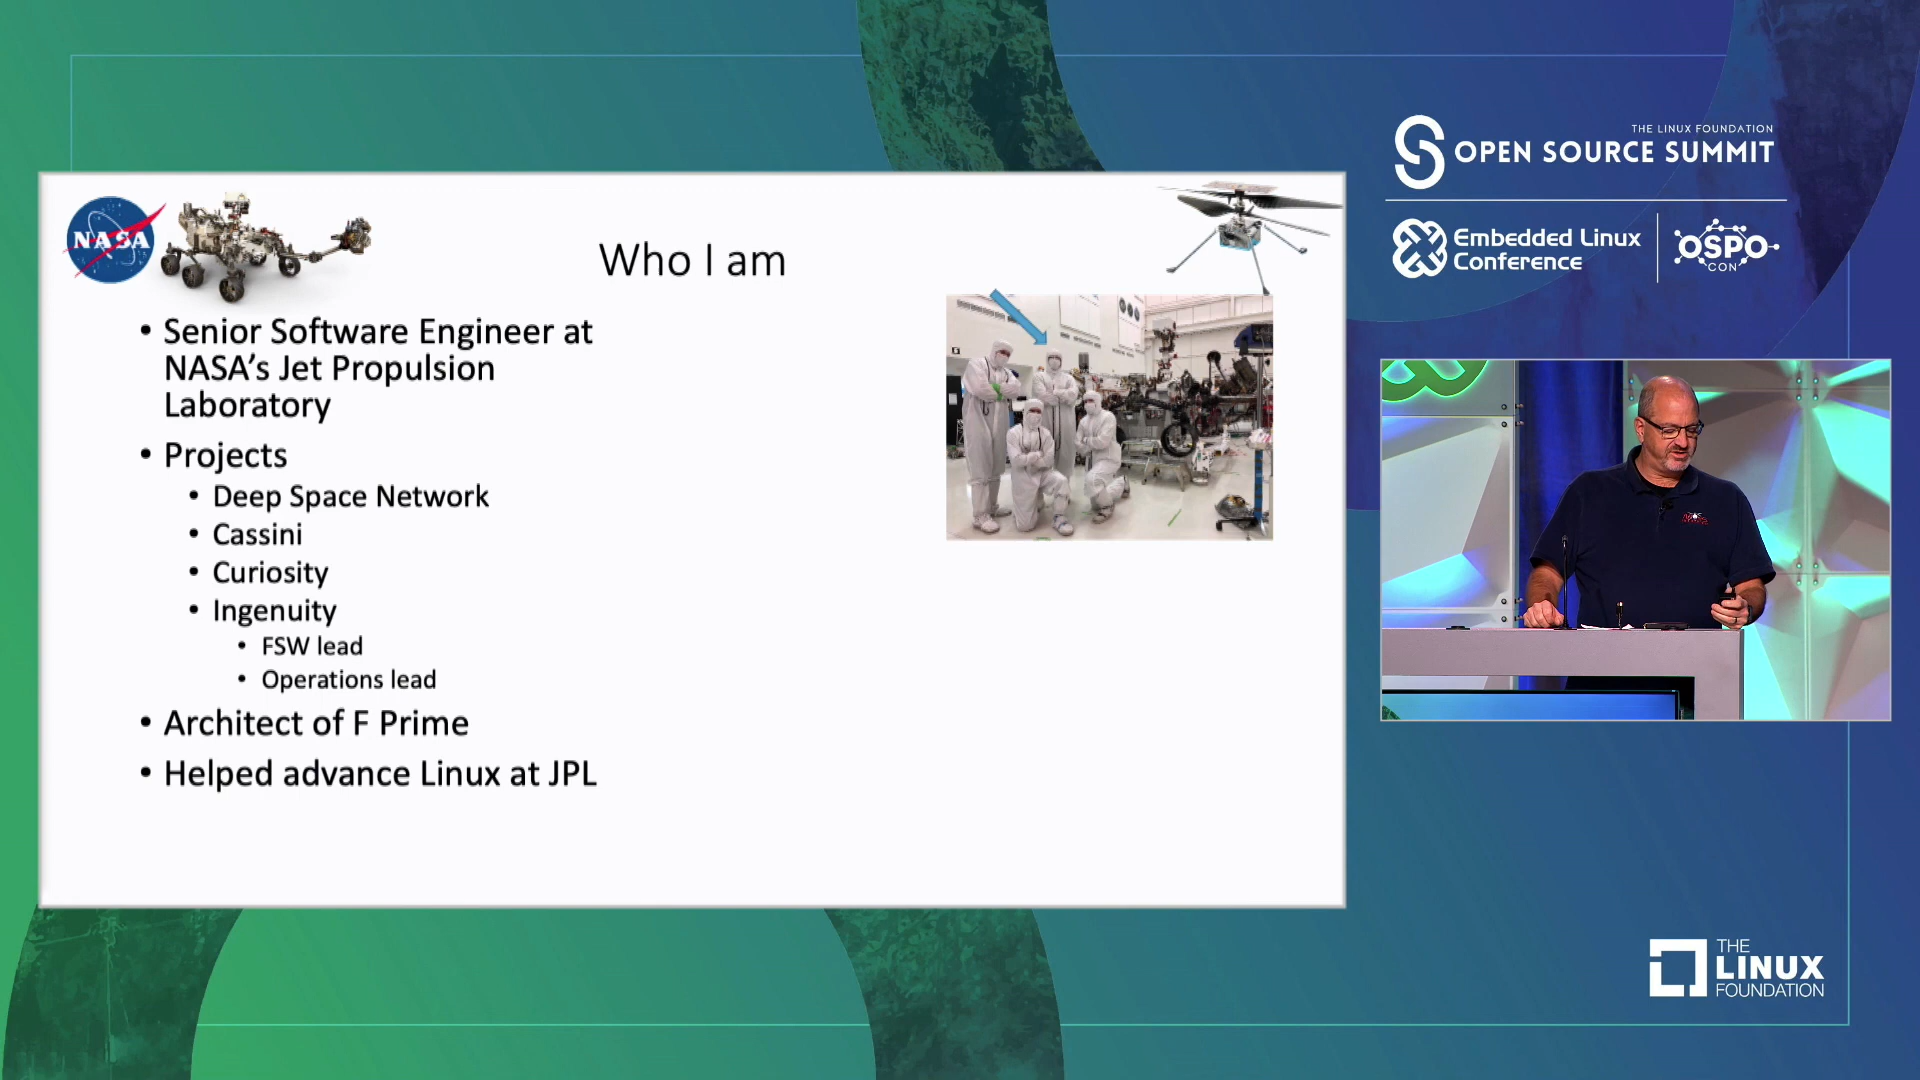 THE LINUX FOUNDATION
OPEN SOURCE SUMMIT
Embedded Linux
Conference
OSPO
CON
NASA
Who I am
• Senior Software Engineer at
NASA’s Jet Propulsion
Laboratory
• Projects
• Deep Space Network
• Cassini
• Curiosity
• Ingenuity
• FSW lead
• Operations lead
• Architect of F Prime
• Helped advance Linux at JPL
THE
LINUX
FOUNDATION